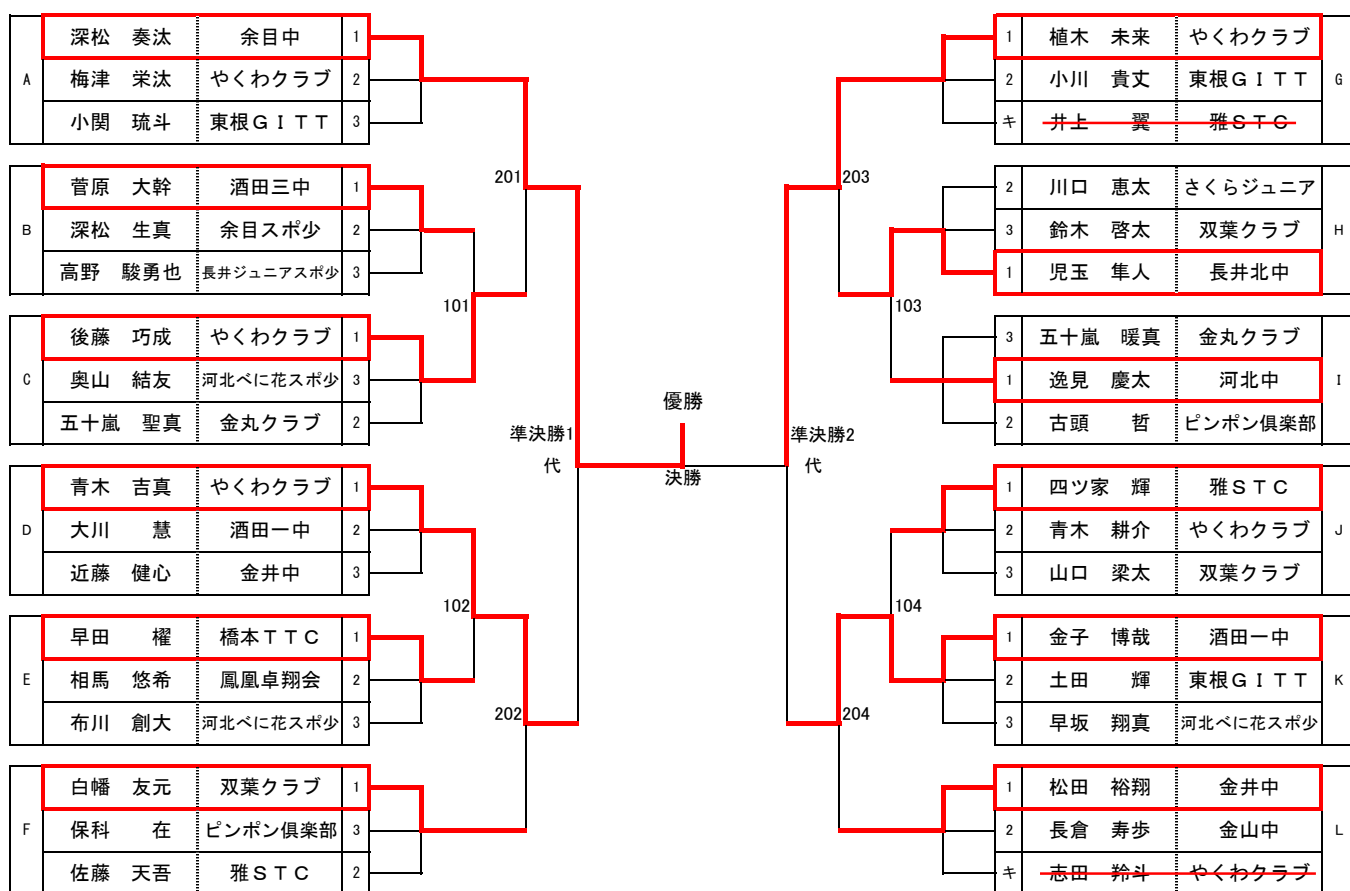 A
深松 奏汰 余目中 1
梅津 栄汰 やくわクラブ 2
小関 琉斗 東根ＧＩＴＴ 3
B
菅原 大幹 酒田三中 1
深松 生真 余目スポ少 2
高野 駿勇也 長井ジュニアスポ少 3
C
後藤 巧成 やくわクラブ 1
奥山 結友 河北べに花スポ少 3
五十嵐 聖真 金丸クラブ 2
D
青木 吉真 やくわクラブ 1
大川 慧 酒田一中 2
近藤 健心 金井中 3
E
早田 櫂 橋本ＴＴＣ 1
相馬 悠希 鳳凰卓翔会 2
布川 創大 河北べに花スポ少 3
F
白幡 友元 双葉クラブ 1
保科 在 ピンポン倶楽部 3
佐藤 天吾 雅ＳＴＣ 2
201
101
102
202
準決勝1
代
優勝
決勝
準決勝2
代
203
103
104
204
G
1 植木 未来 やくわクラブ
2 小川 貴丈 東根ＧＩＴＴ
キ 井上 翼 雅ＳＴＣ
H
2 川口 恵太 さくらジュニア
3 鈴木 啓太 双葉クラブ
1 児玉 隼人 長井北中
I
3 五十嵐 暖真 金丸クラブ
1 逸見 慶太 河北中
2 古頭 哲 ピンポン倶楽部
J
1 四ツ家 輝 雅ＳＴＣ
2 青木 耕介 やくわクラブ
3 山口 梁太 双葉クラブ
K
1 金子 博哉 酒田一中
2 土田 輝 東根ＧＩＴＴ
3 早坂 翔真 河北べに花スポ少
L
1 松田 裕翔 金井中
2 長倉 寿歩 金山中
キ 志田 羚斗 やくわクラブ